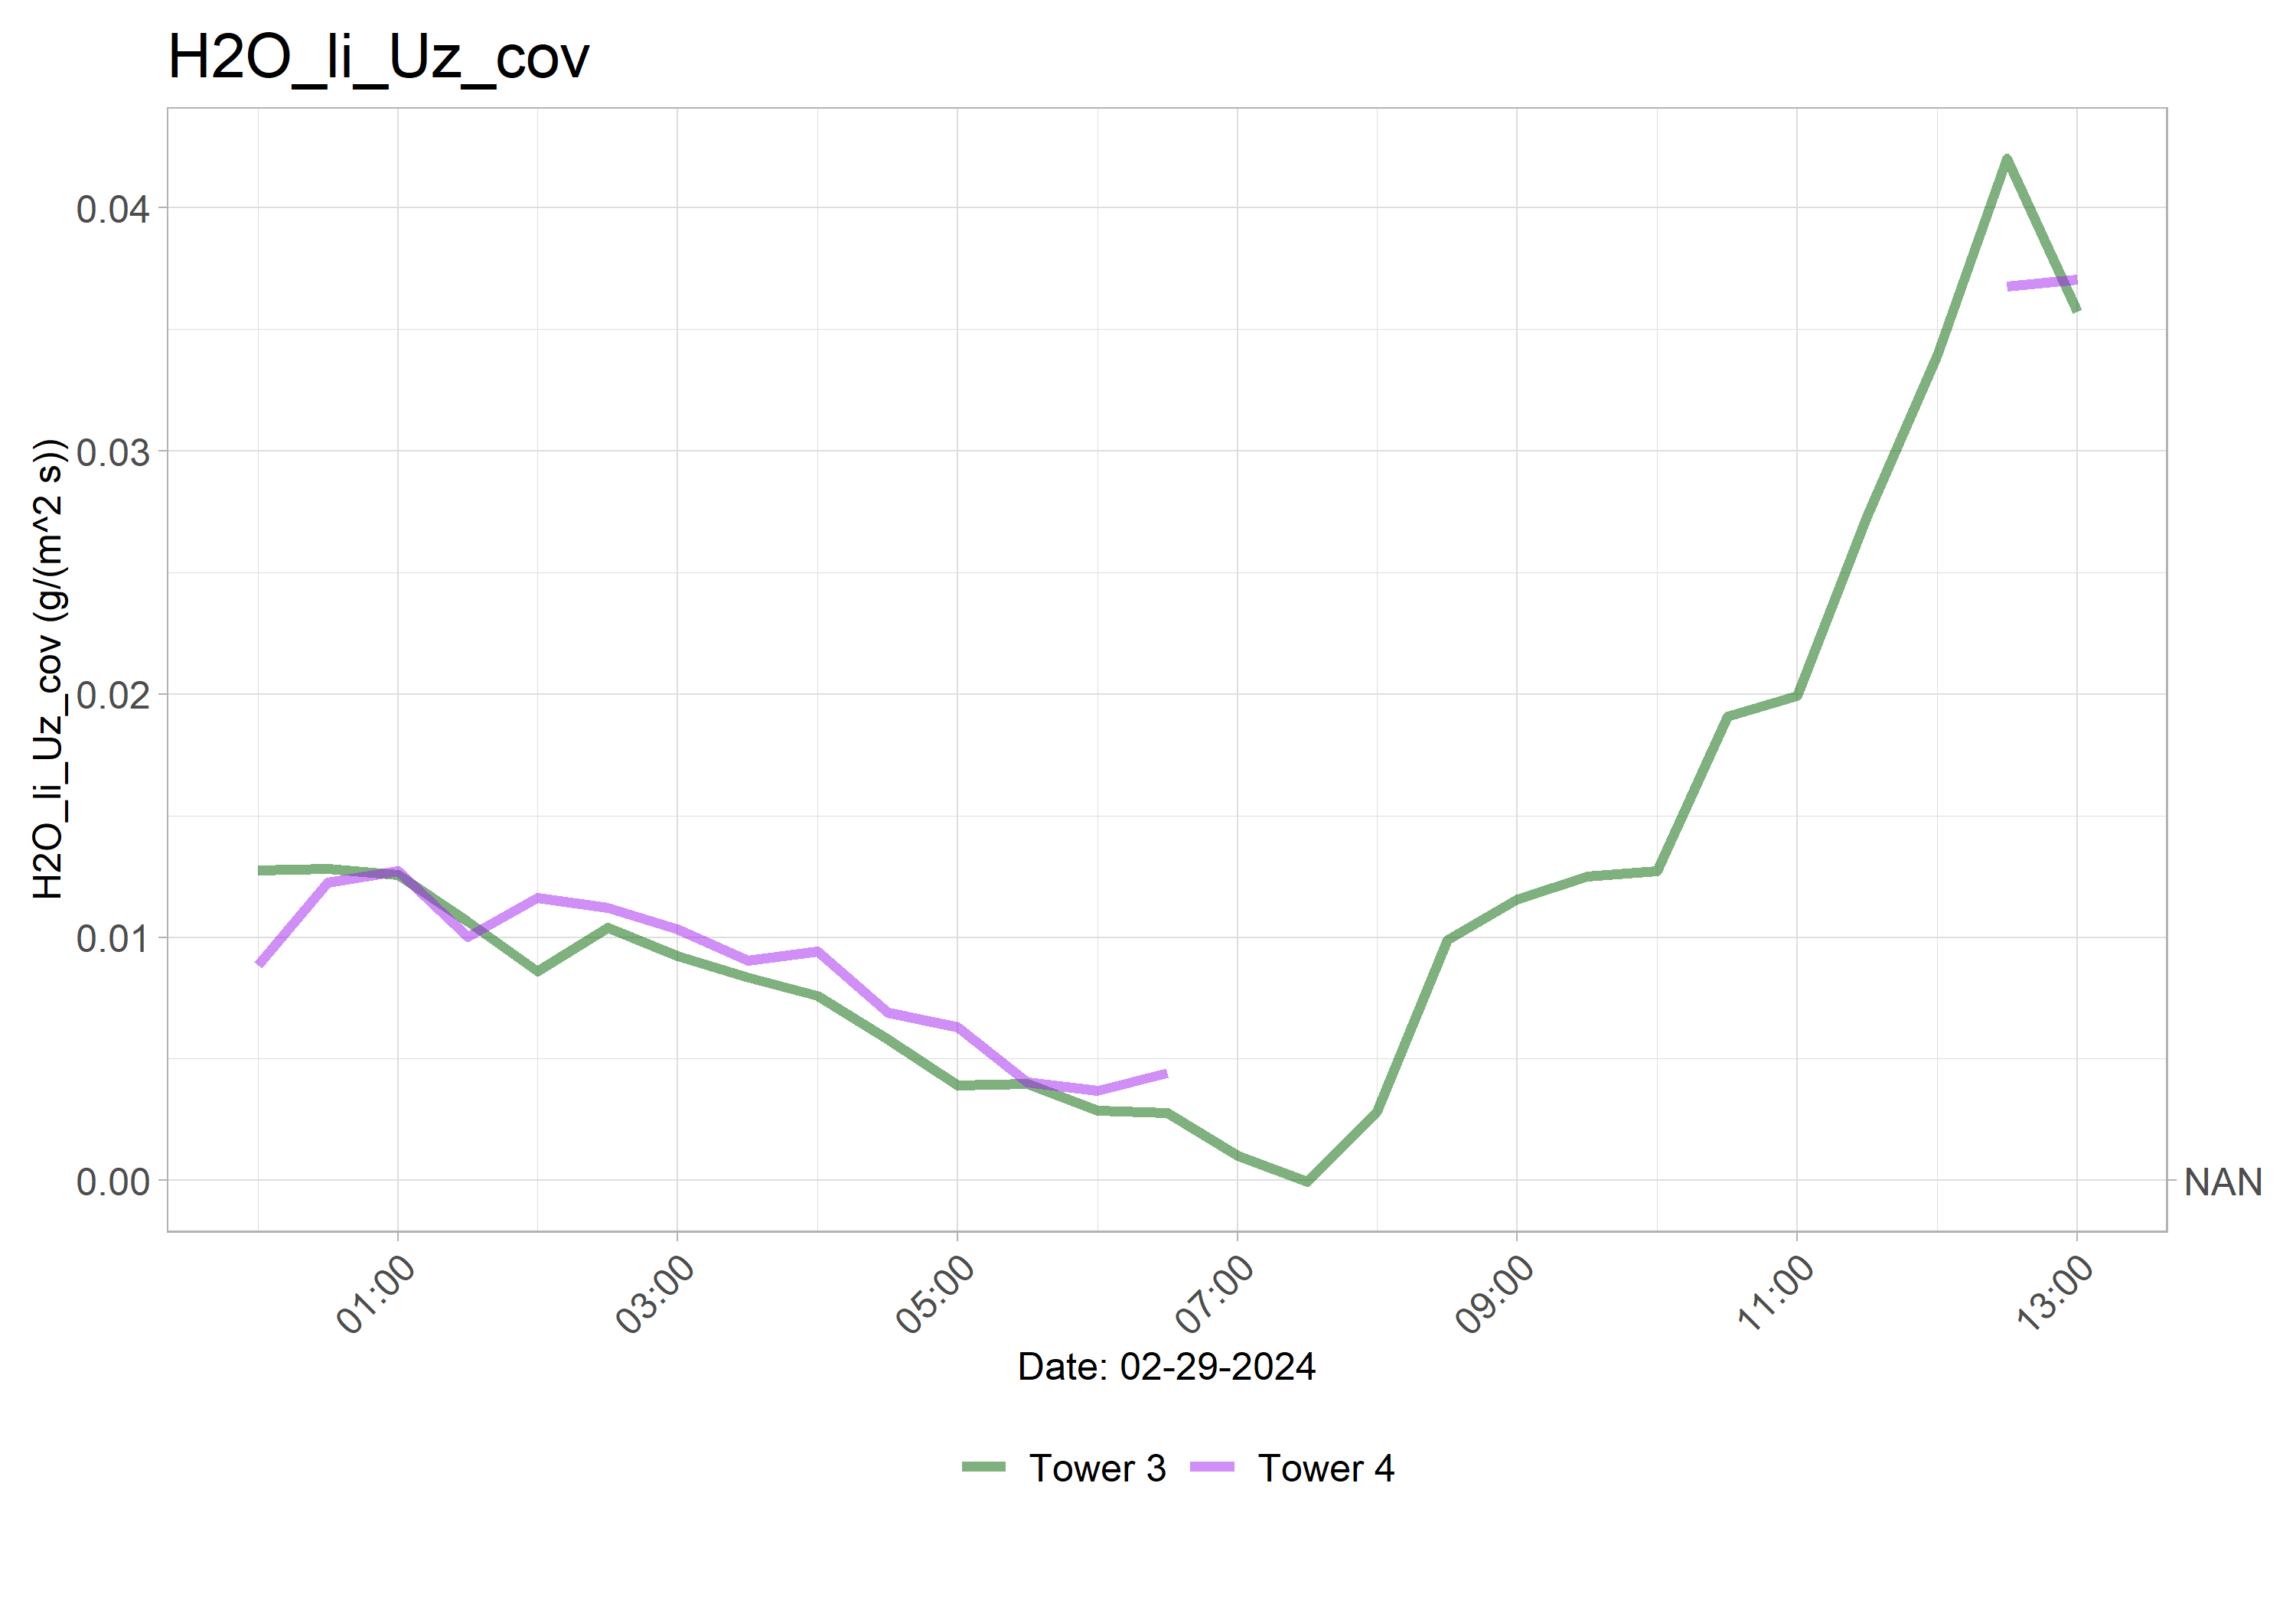 H2O_li_Uz_cov
H2O_li_Uz_cov (g/(m^2 s))
0.04
0.03
0.02
0.01
0.00
NAN
01:00
03:00
05:00
07:00
09:00
11:00
13:00
Date: 02-29-2024
Tower 3
Tower 4